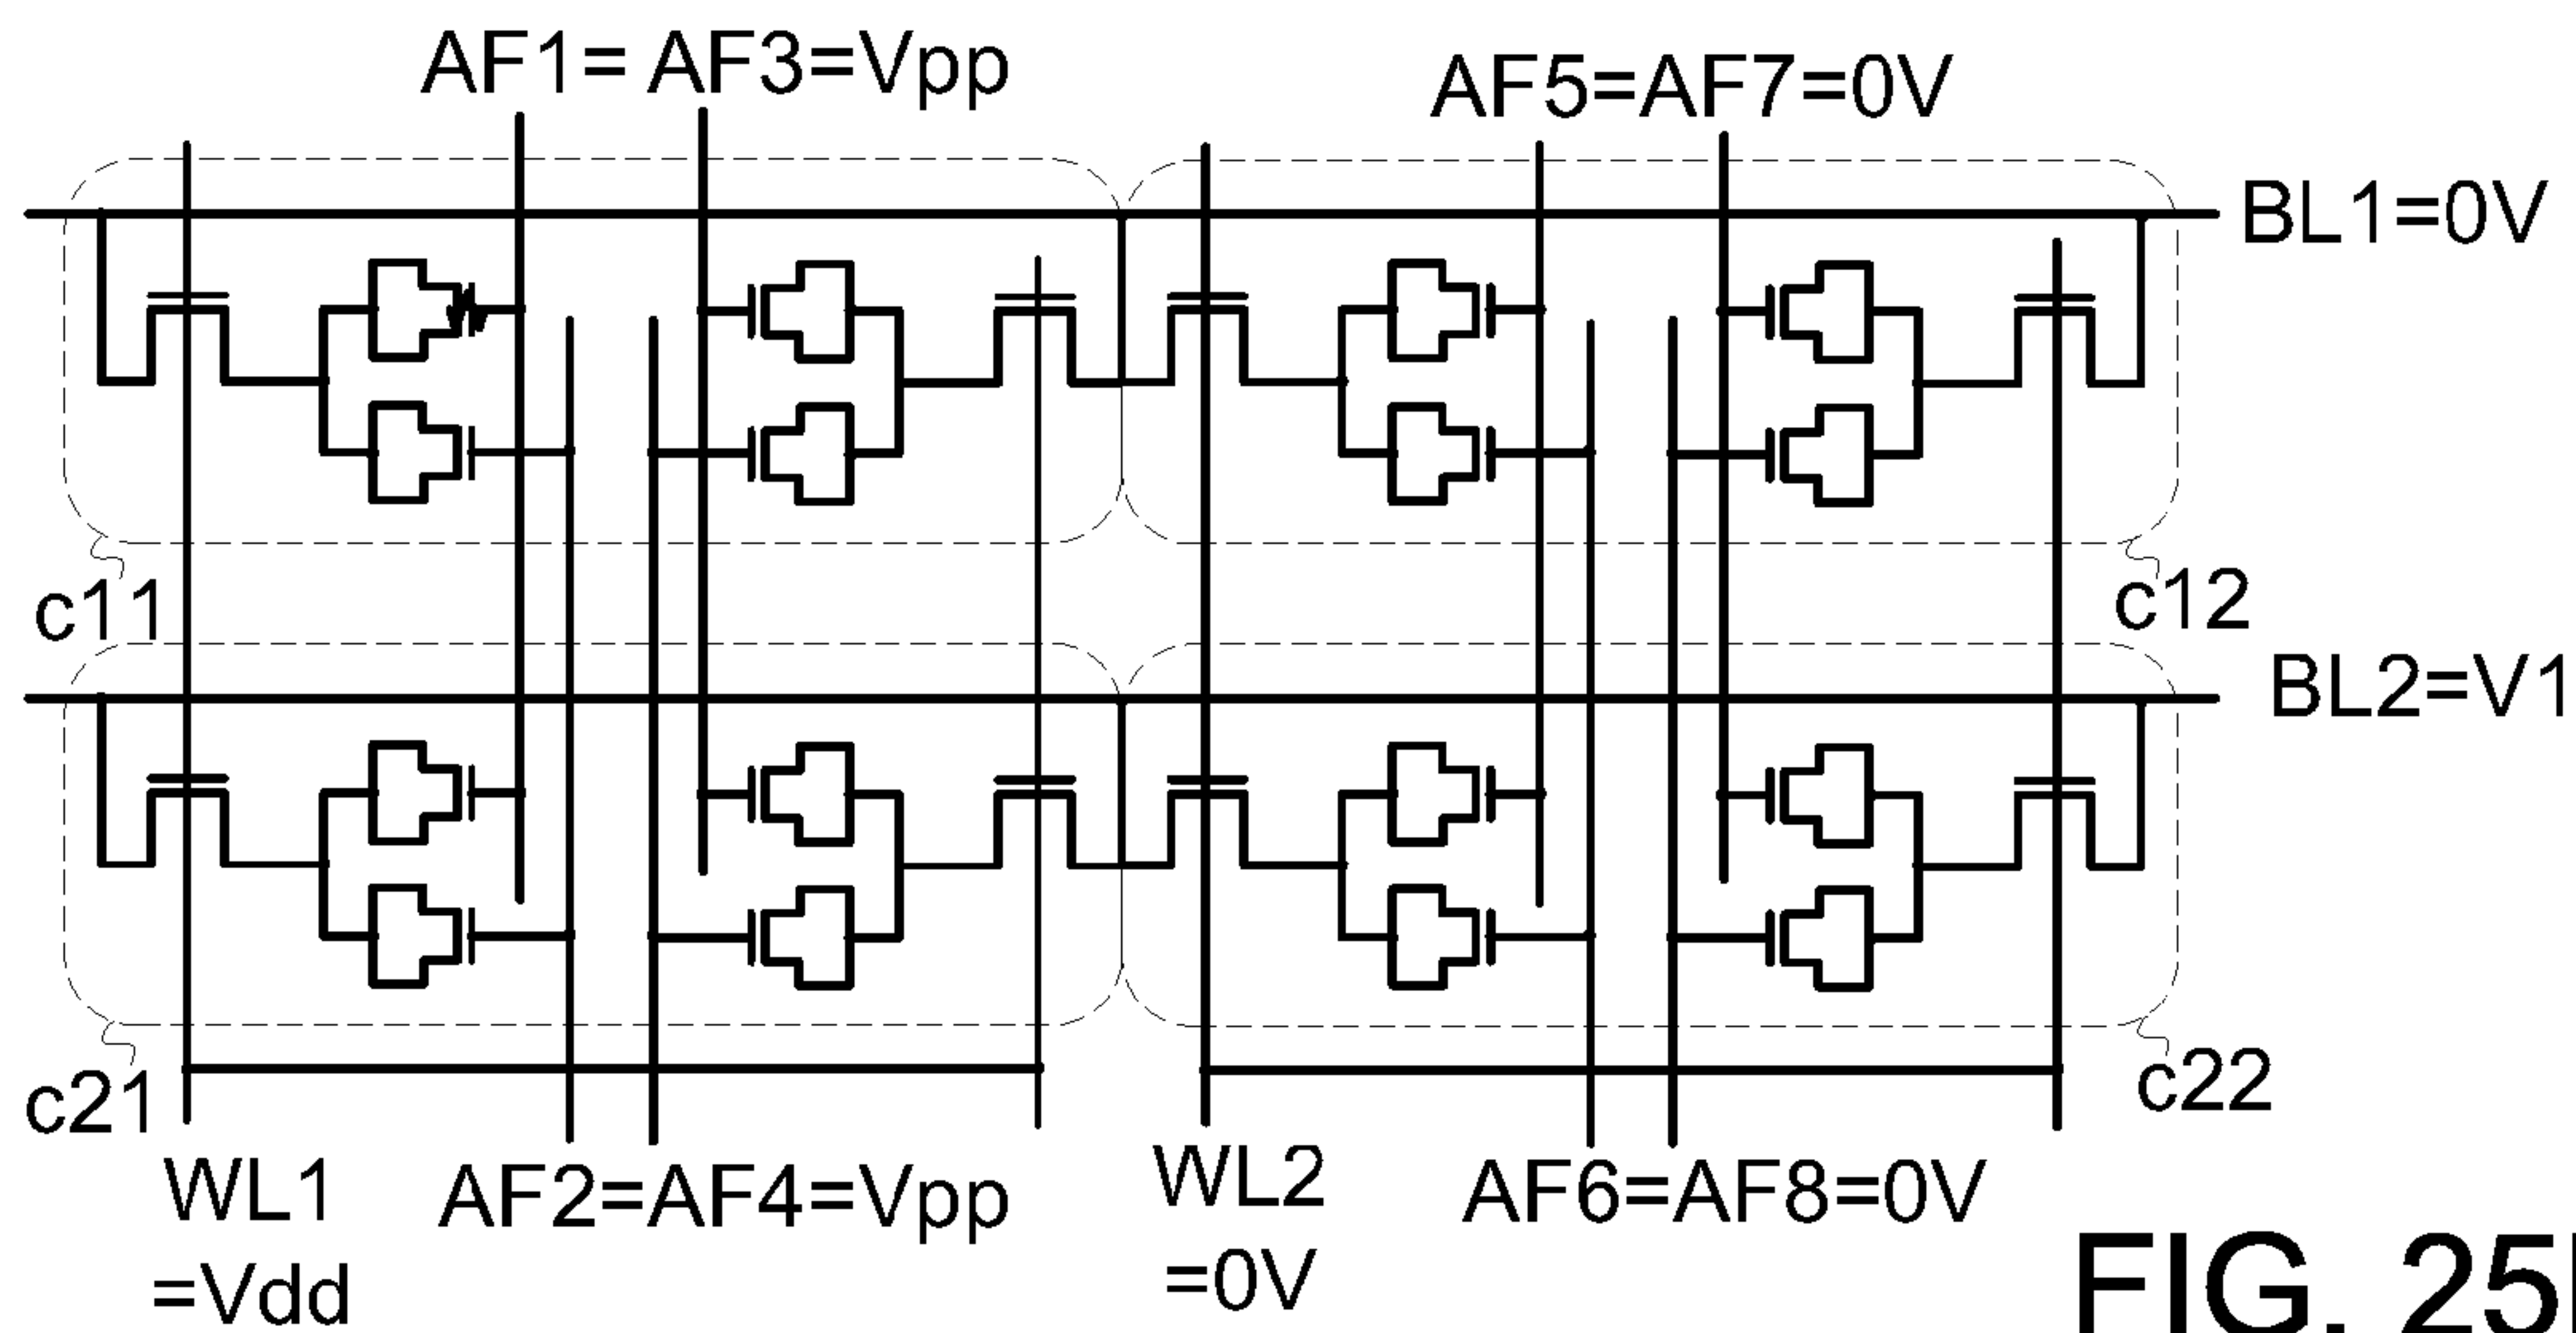 AF1= AF3=Vpp
AF5=AF7=0V
BL1=0V
c11
c12
BL2=V1
c21
c22
WL1
=Vdd
AF2=AF4=Vpp
WL2
=0V
AF6=AF8=0V
FIG.